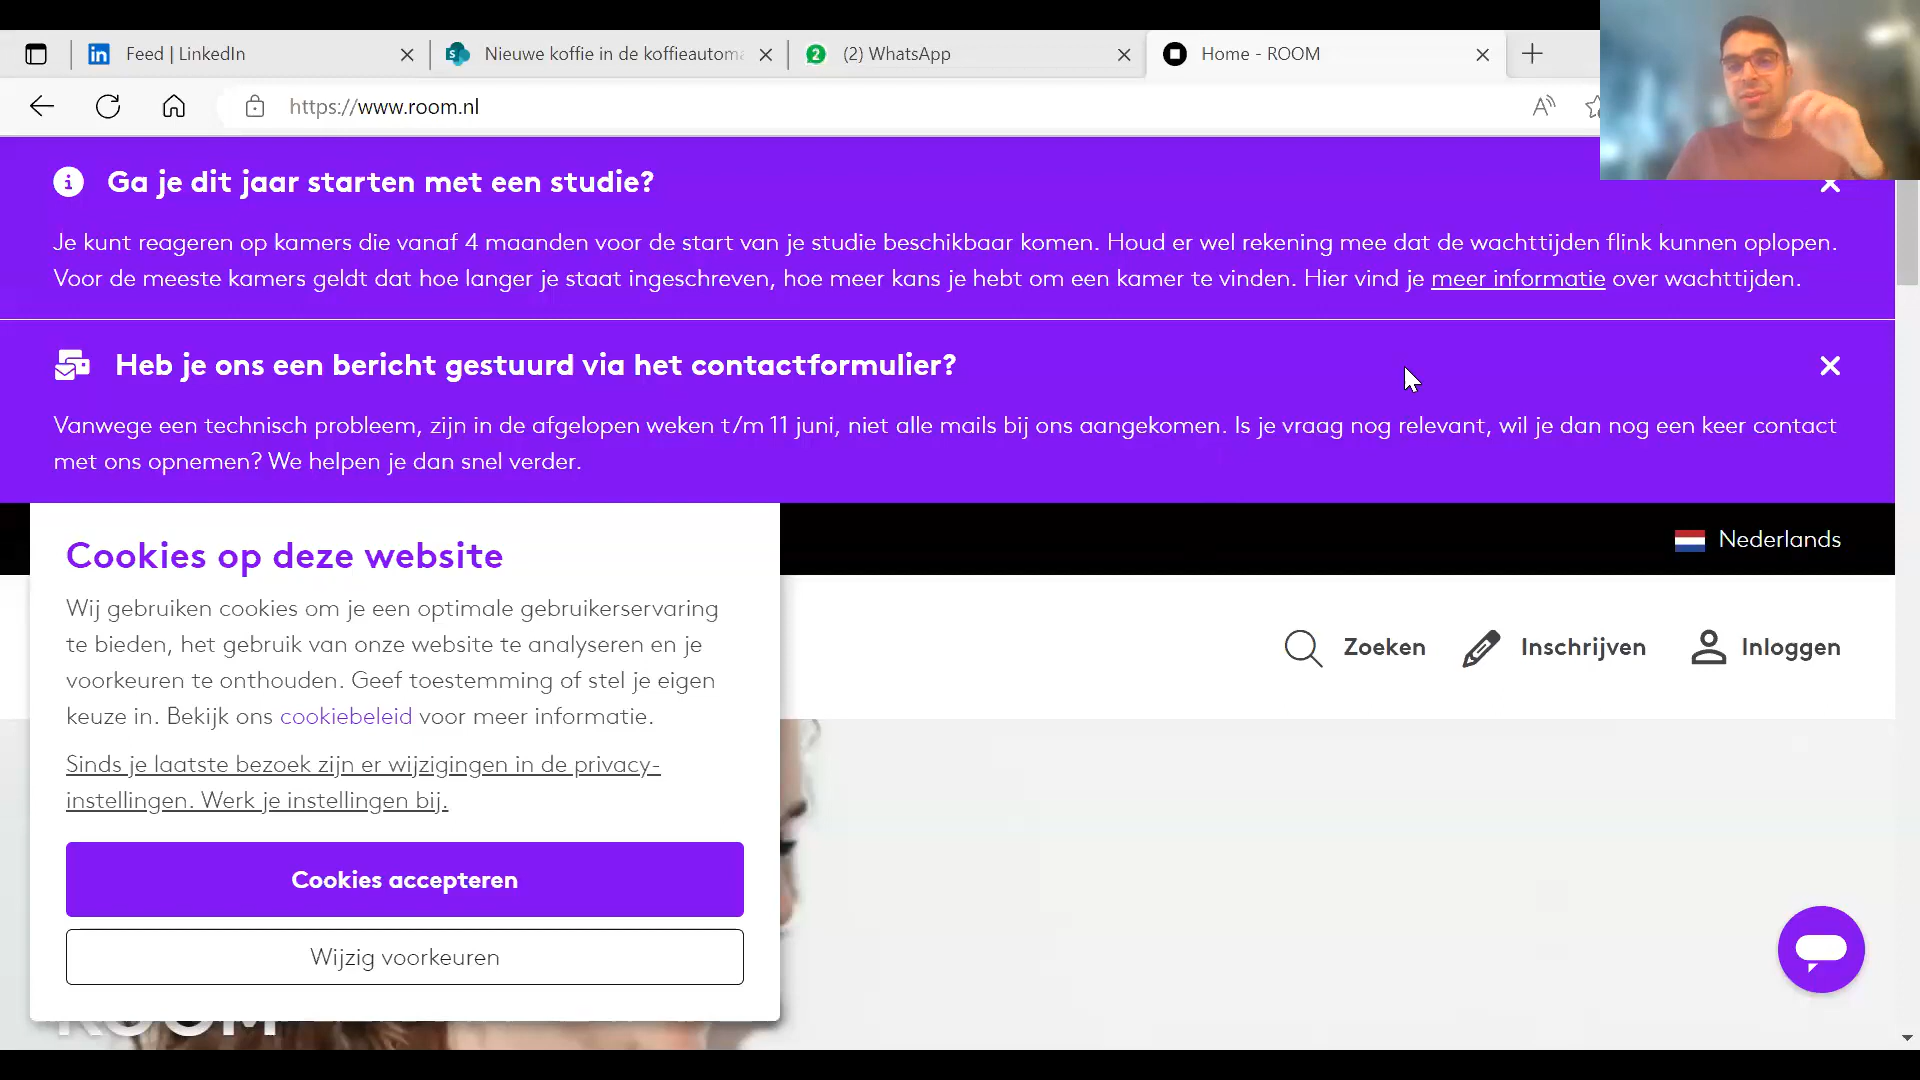 Feed | LinkedIn
Nieuwe koffie in de koffieautoma
2 (2) WhatsApp
Home - ROOM
https://www.room.nl
Ga je dit jaar starten met een studie?
Je kunt reageren op kamers die vanaf 4 maanden voor de start van je studie beschikbaar komen. Houd er wel rekening mee dat de wachttijden flink kunnen oplopen.
Voor de meeste kamers geldt dat hoe langer je staat ingeschreven, hoe meer kans je hebt om een kamer te vinden. Hier vind je meer informatie over wachttijden.
Heb je ons een bericht gestuurd via het contactformulier?
Vanwege een technisch probleem, zijn in de afgelopen weken t/m 11 juni, niet alle mails bij ons aangekomen. Is je vraag nog relevant, wil je dan nog een keer contact
met ons opnemen? We helpen je dan snel verder.
Nederlands
Zoeken
Inschrijven
Inloggen
Cookies op deze website
Wij gebruiken cookies om je een optimale gebruikerservaring
te bieden, het gebruik van onze website te analyseren en je
voorkeuren te onthouden. Geef toestemming of stel je eigen
keuze in. Bekijk ons cookiebeleid voor meer informatie.
Sinds je laatste bezoek zijn er wijzigingen in de privacy-
instellingen. Werk je instellingen bij.
Cookies accepteren
Wijzig voorkeuren
ROOM